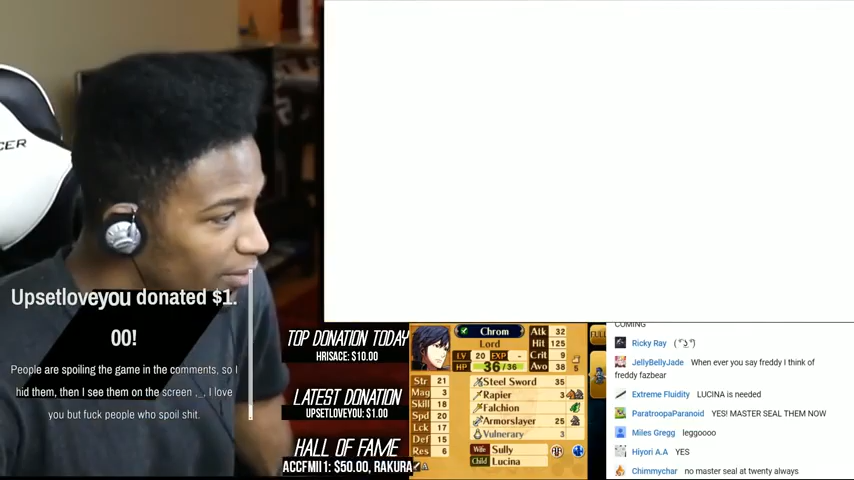 CER
Upsetloveyou donated $1.
00!
People are spoiling the game in the comments, so I
hid them, then I see them on the screen ._. I love
you but fuck people who spoil shit.
TOP DONATION TODAY
HRISACE: $10.00
LATEST DONATION
UPSETLOVEYOU: $1.00
HALL OF FAME
ACCFMII1: $50.00, RAKURA
Chrom
Lord
LV 20 EXP -
HP 36/36
Atk 32
Hit 125
Crit 9
Avo 38
Str 21
Mag 3
Skill 18
Spd 20
Lck 17
Def 15
Res 6
Steel Sword 35
Rapier 34
Falchion
Armorslayer 25
Vulnerary 3
Wife Sully
Child Lucina
5
A
FULL
COMING
Ricky Ray
JellyBellyJade When ever you say freddy I think of
freddy fazbear
Extreme Fluidity LUCINA is needed
ParatroopaParanoid YES! MASTER SEAL THEM NOW
Miles Gregg leggoooo
Hiyori A.A YES
Chimmychar no master seal at twenty always